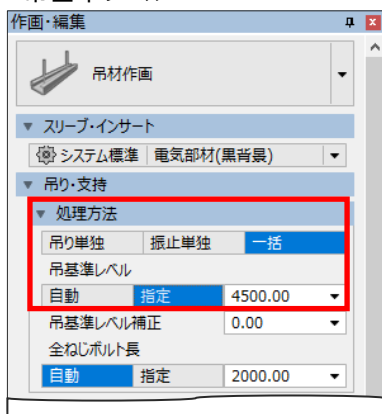 作画・編集
吊材作画
スリーブ・インサート
システム標準 電気部材(黒背景)
吊り・支持
処理方法
吊り単独 振止単独 一括
吊基準レベル
自動 指定 4500.00
吊基準レベル補正 0.00
全ねじボルト長
自動 指定 2000.00